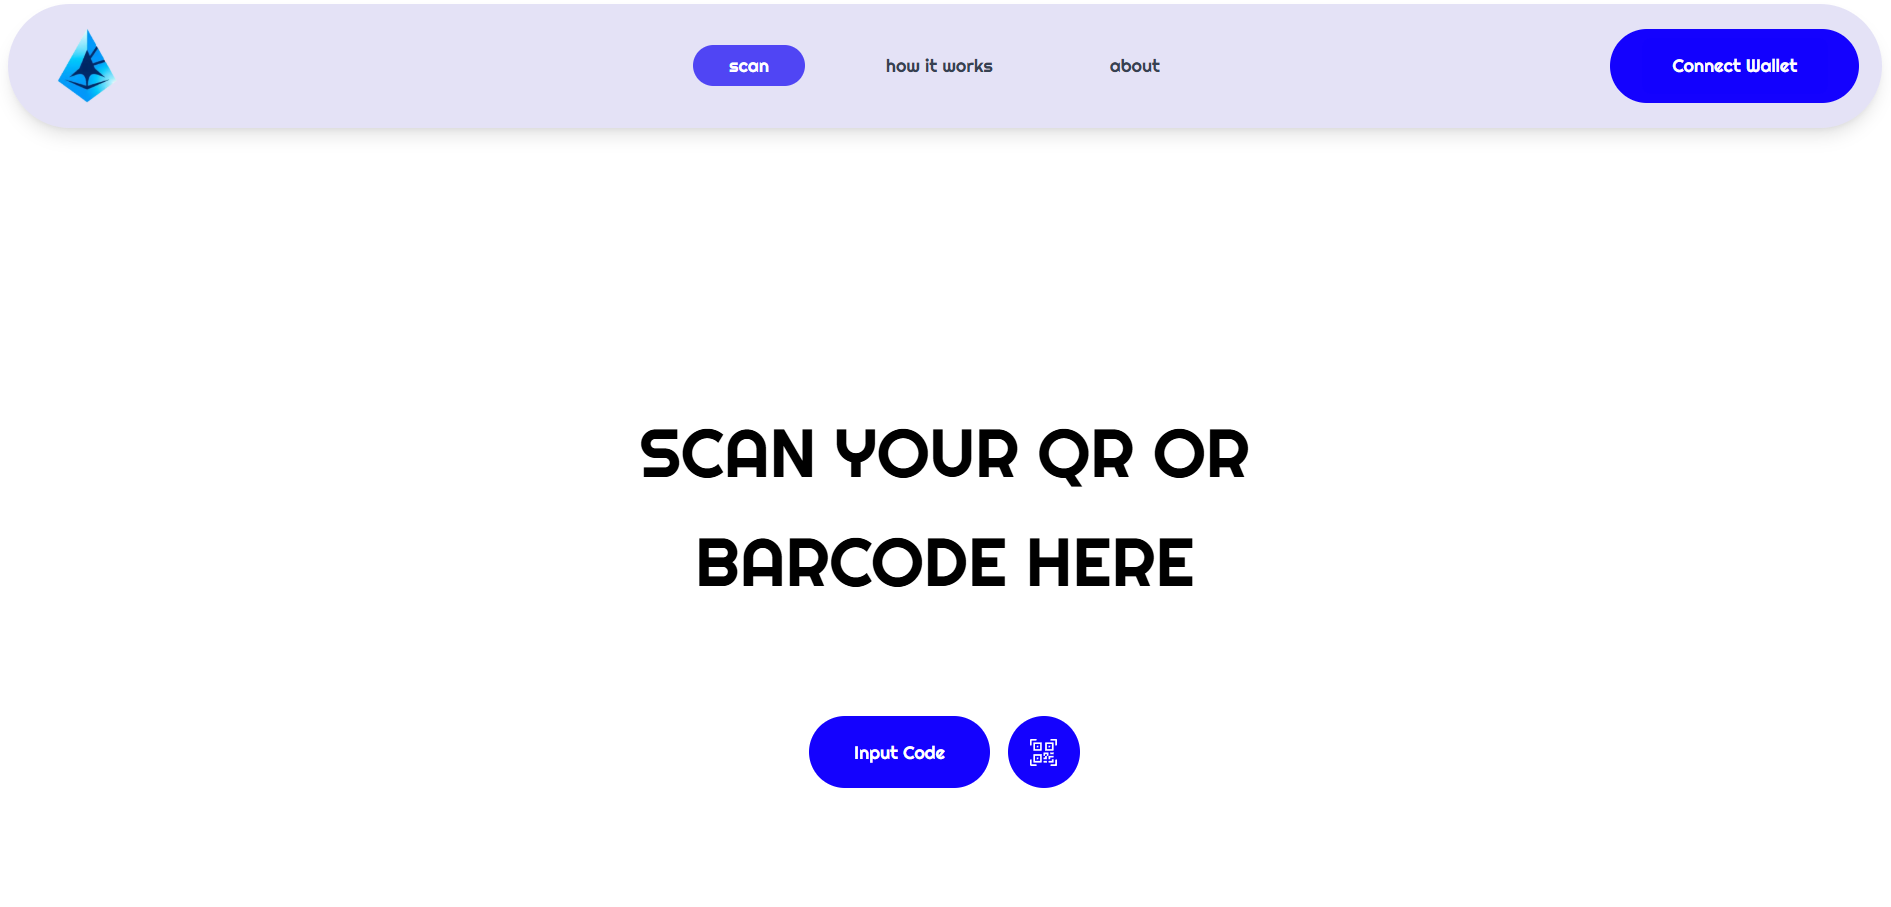 scan
how it works
about
Connect Wallet
SCAN YOUR QR OR
BARCODE HERE
Input Code